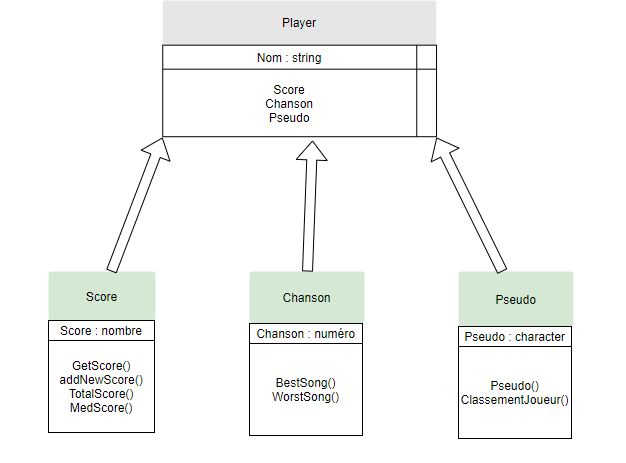 Player
Nom : string
Score
Chanson
Pseudo
Score
Score : nombre
GetScore()
addNewScore()
TotalScore()
MedScore()
Chanson
Chanson : numéro
BestSong()
WorstSong()
Pseudo
Pseudo : character
Pseudo()
ClassementJoueur()